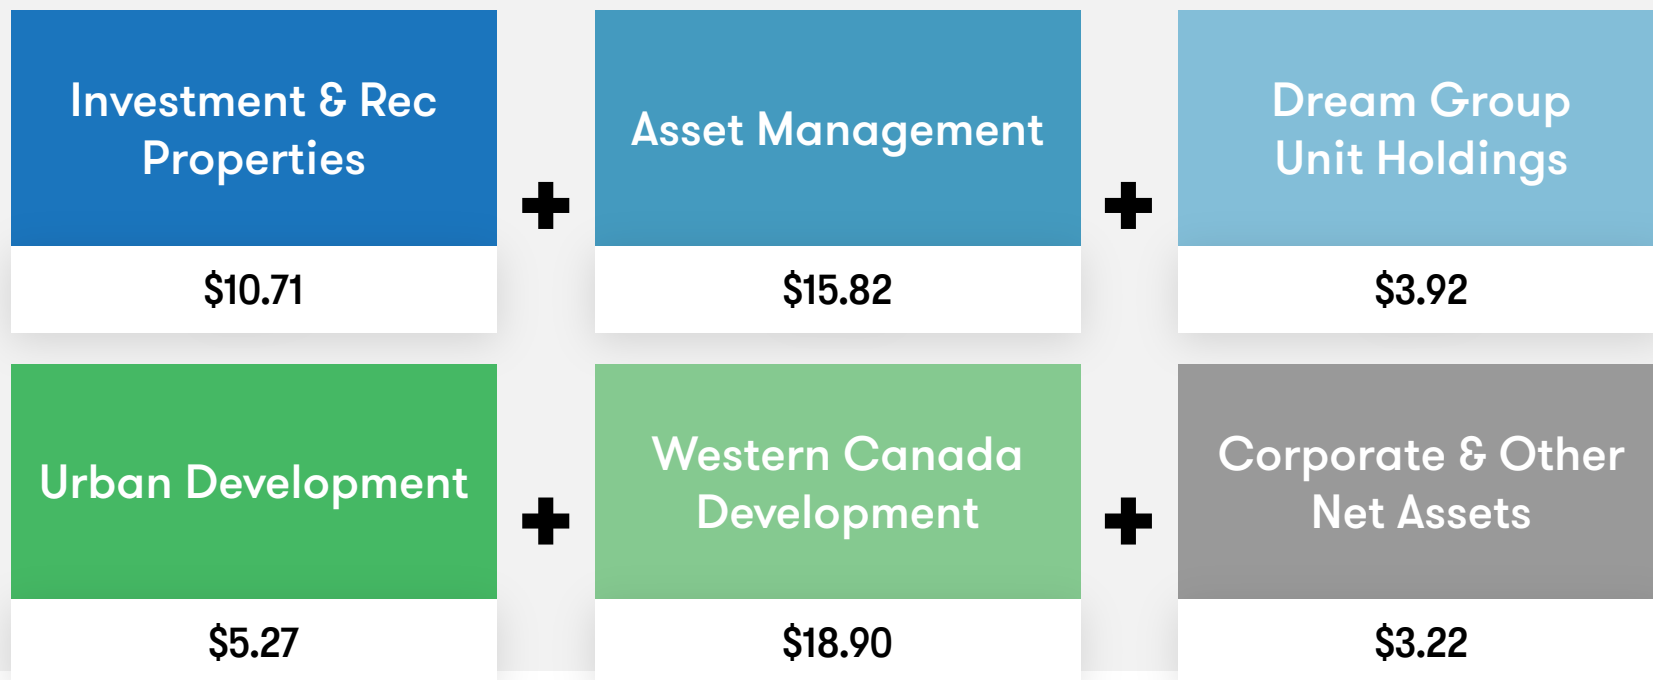 Investment & Rec
Properties
+
Asset Management
+
Dream Group
Unit Holdings
$10.71
$15.82
$3.92
Urban Development
+
Western Canada
Development
+
Corporate & Other
Net Assets
$5.27
$18.90
$3.22